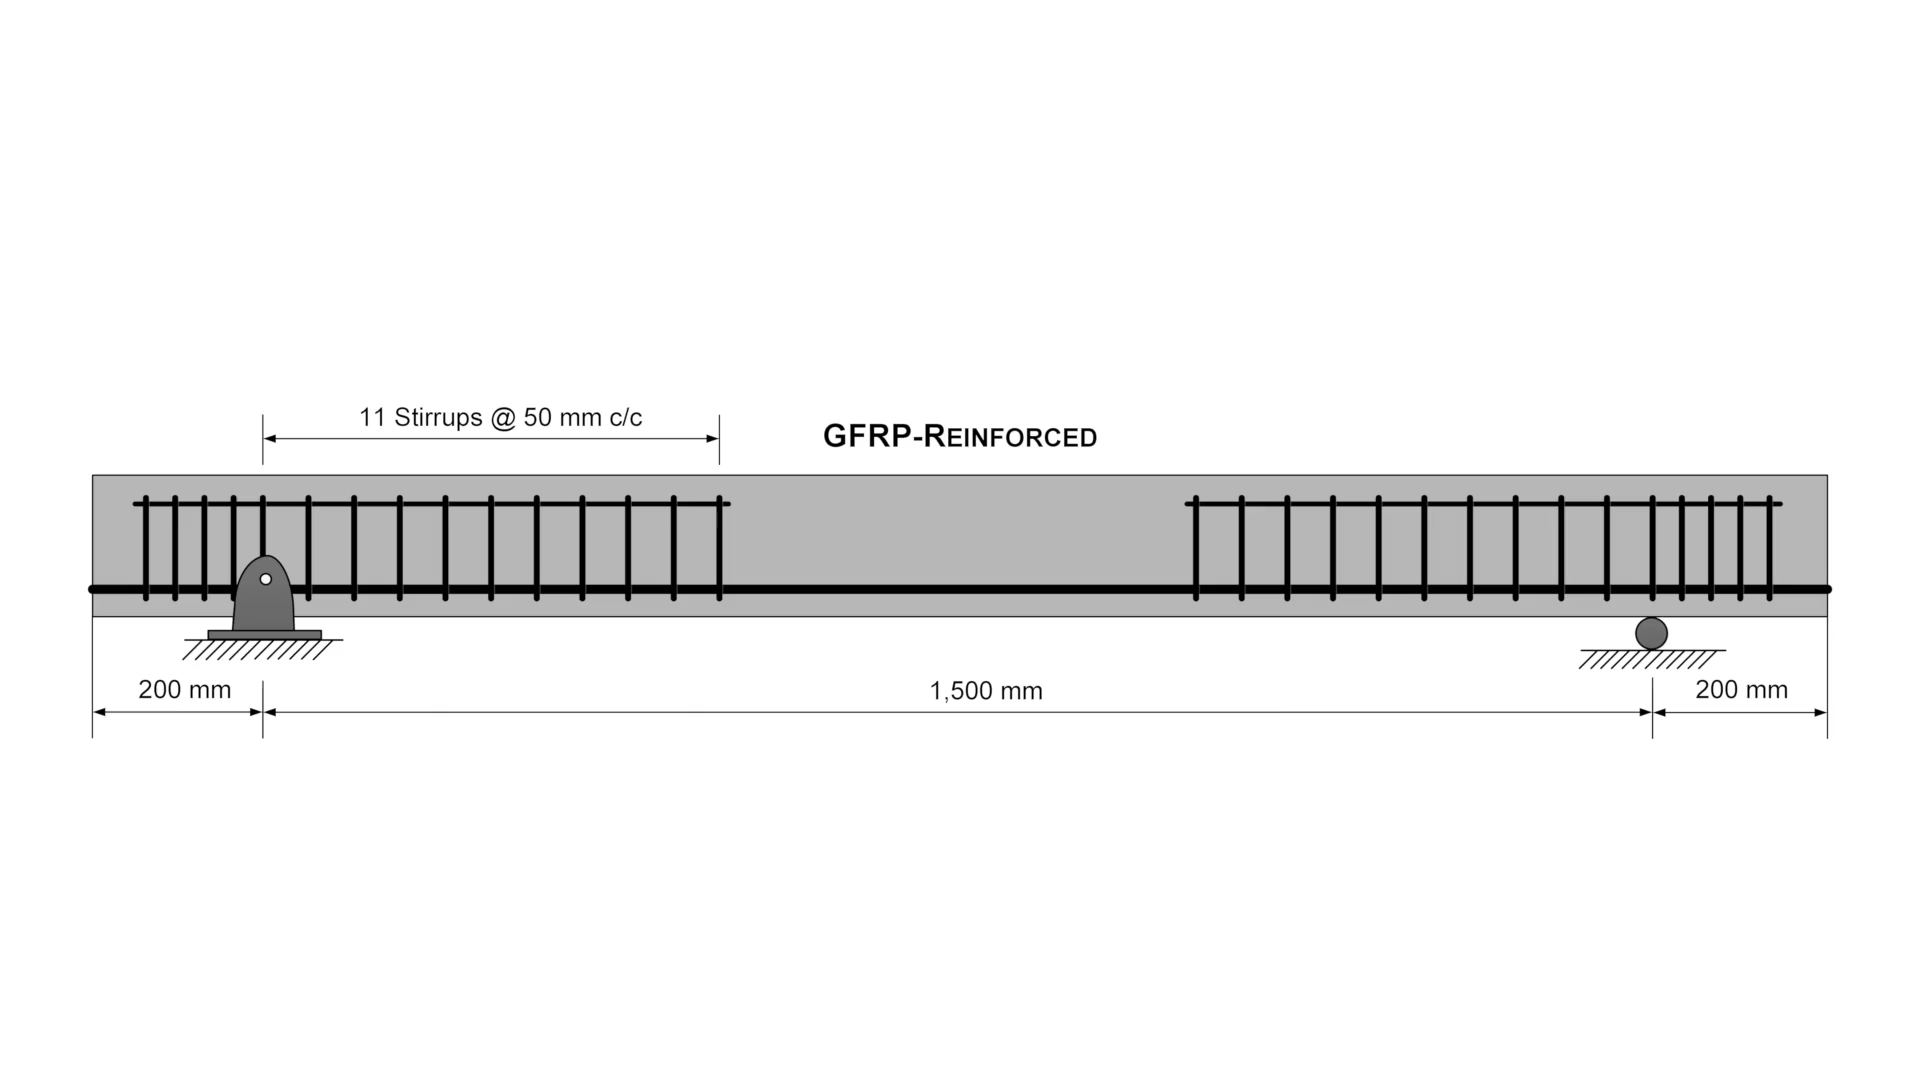 11 Stirrups @ 50 mm c/c
GFRP-REINFORCED
200 mm
1,500 mm
200 mm